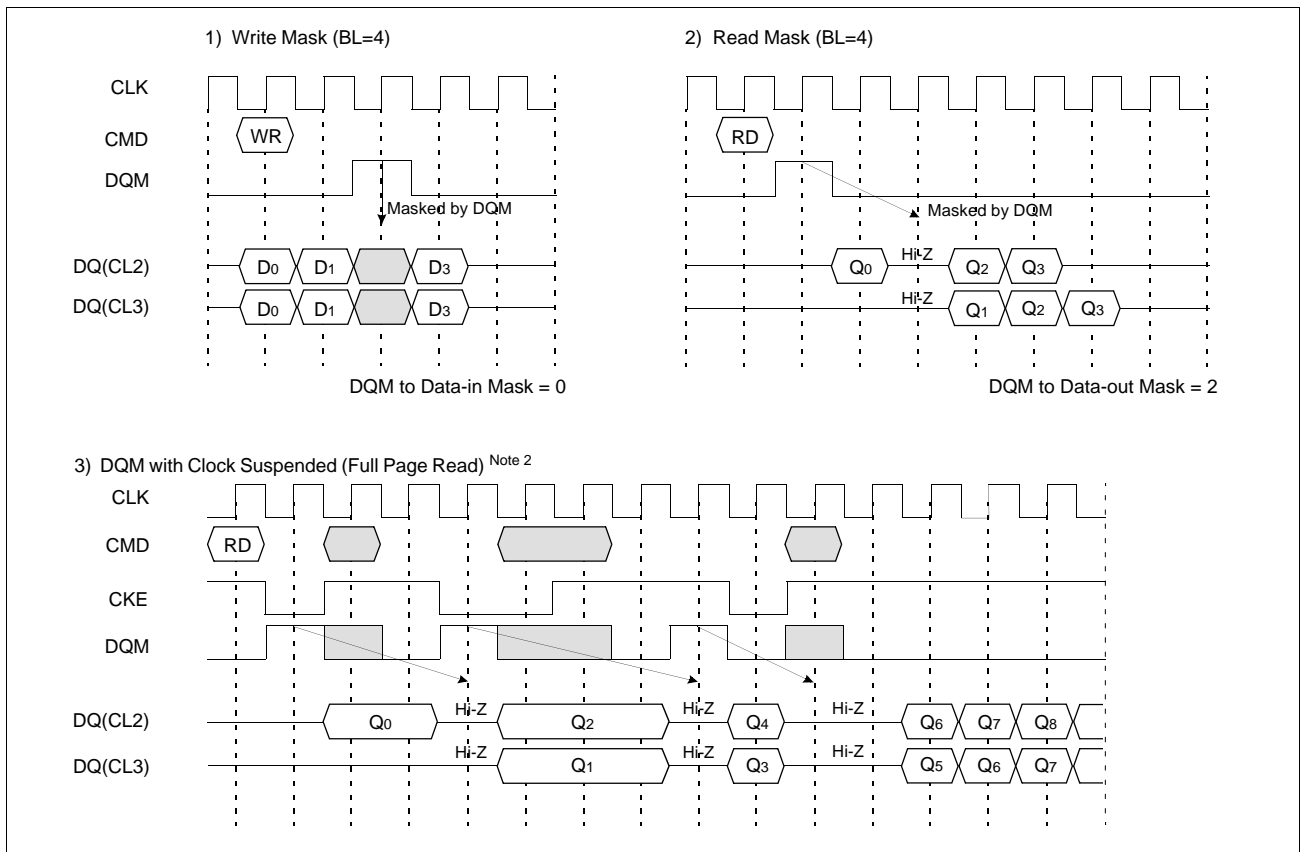 1) Write Mask (BL=4)
CLK
CMD WR
DQM
Masked by DQM
DQ(CL2) D0 D1 D3
DQ(CL3) D0 D1 D3
DQM to Data-in Mask = 0
2) Read Mask (BL=4)
RD
Masked by DQM
Q0 Hi-Z Q2 Q3
Hi-Z Q1 Q2 Q3
DQM to Data-out Mask = 2
3) DQM with Clock Suspended (Full Page Read) Note 2
CLK
CMD RD
CKE
DQM
DQ(CL2) Q0 Hi-Z Q2 Hi-Z Q4 Hi-Z Q6 Q7 Q8
DQ(CL3) Hi-Z Q1 Hi-Z Q3 Hi-Z Q5 Q6 Q7